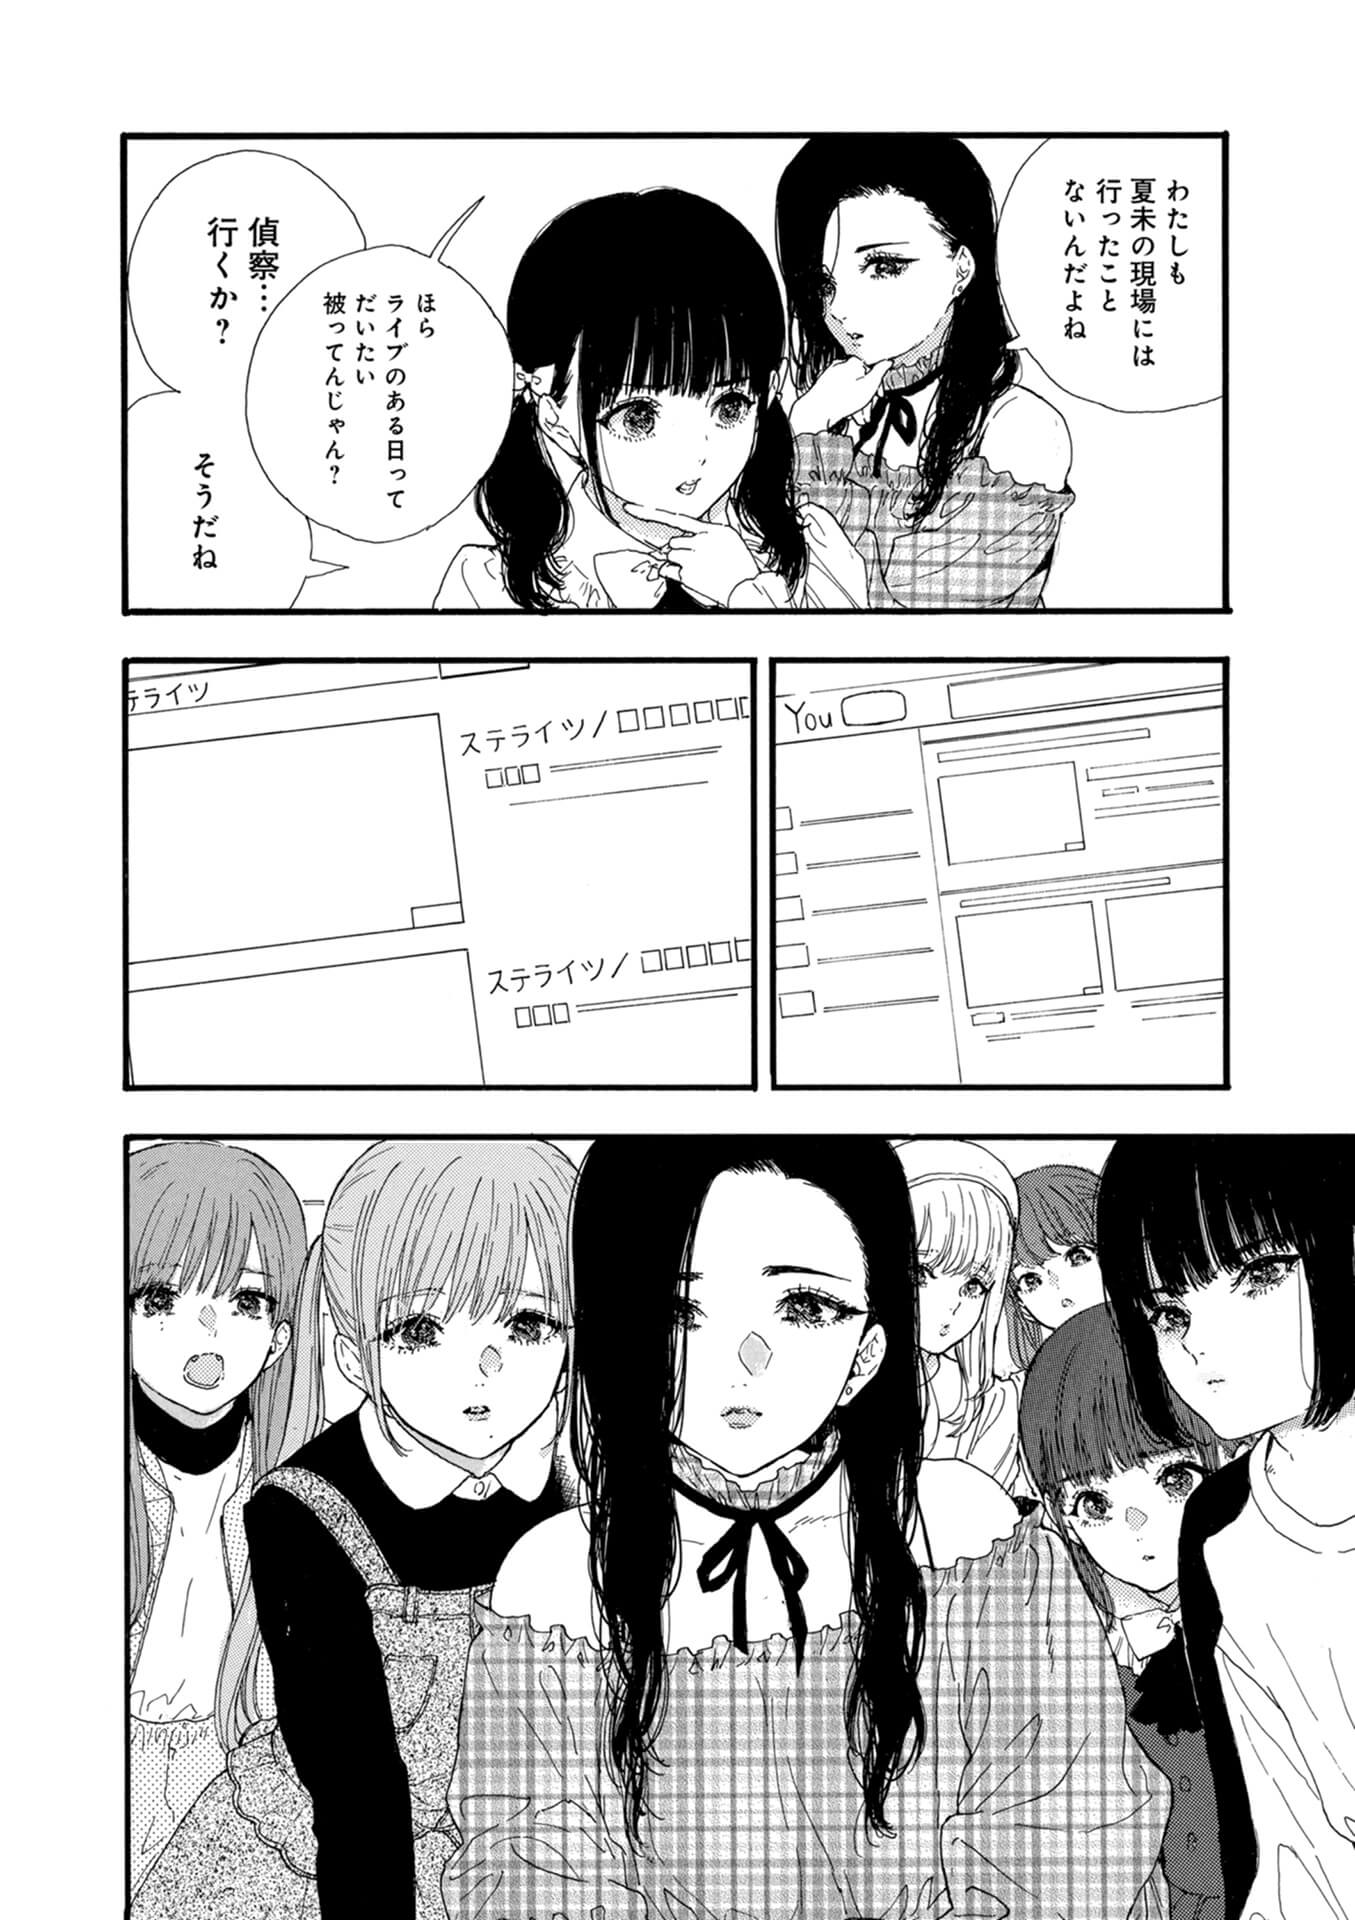 わたしも
夏未の現場には
行ったこと
ないんだよね
ほら
ライブのある日って
だいたい
被ってんじゃん？
偵察…
行くか？
そうだね
You
テライツ
ステライツ/□□□□□□
□□□
ステライツ/□□□□□
□□□